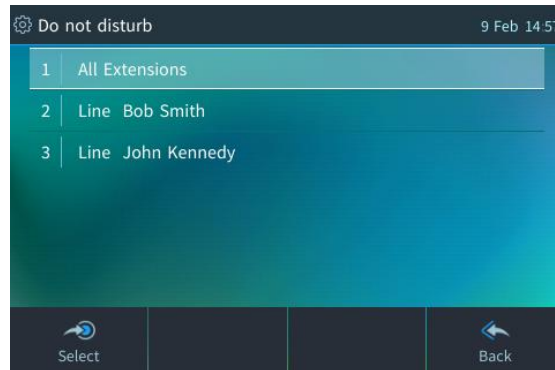 Do not disturb 9 Feb 14:57
1 All Extensions
2 Line Bob Smith
3 Line John Kennedy
Select Back